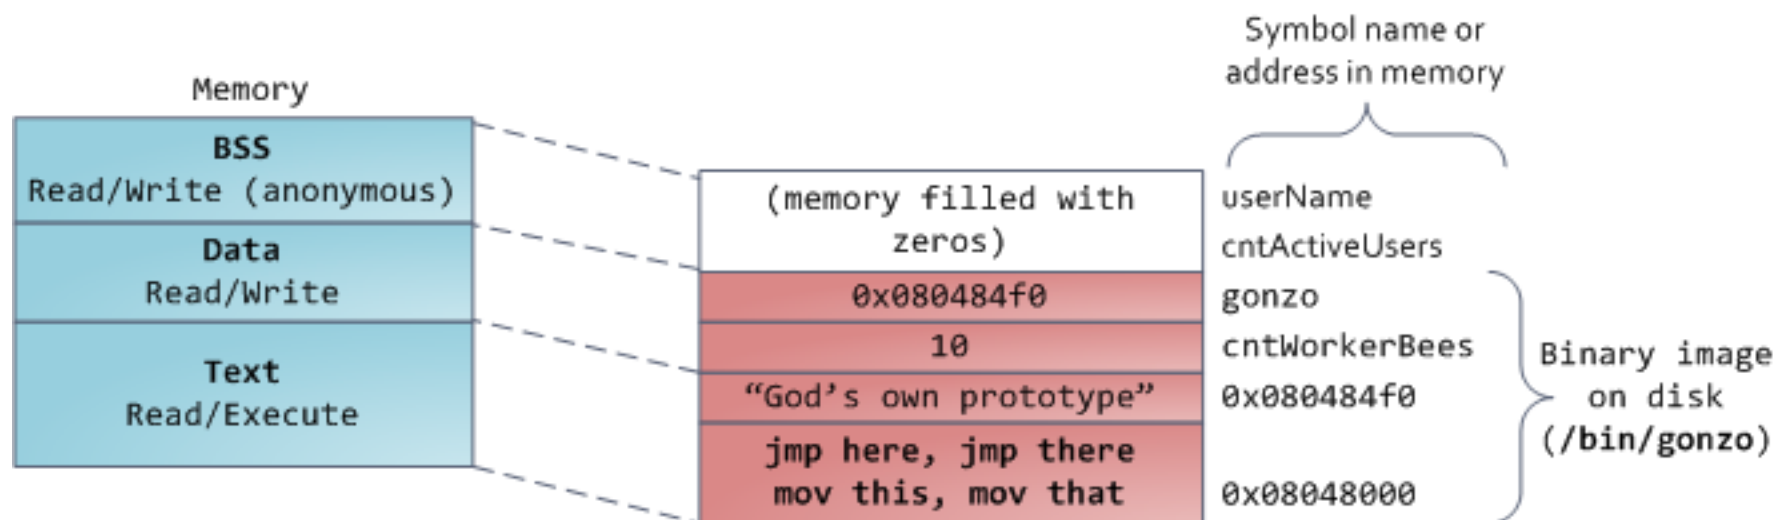 Symbol name or
address in memory
Memory
BSS
Read/Write (anonymous)
Data
Read/Write
Text
Read/Execute
(memory filled with
zeros)
0x080484f0
10
“God’s own prototype”
jmp here, jmp there
mov this, mov that
userName
cntActiveUsers
gonzo
cntWorkerBees
0x080484f0
0x08048000
Binary image
on disk
(/bin/gonzo)